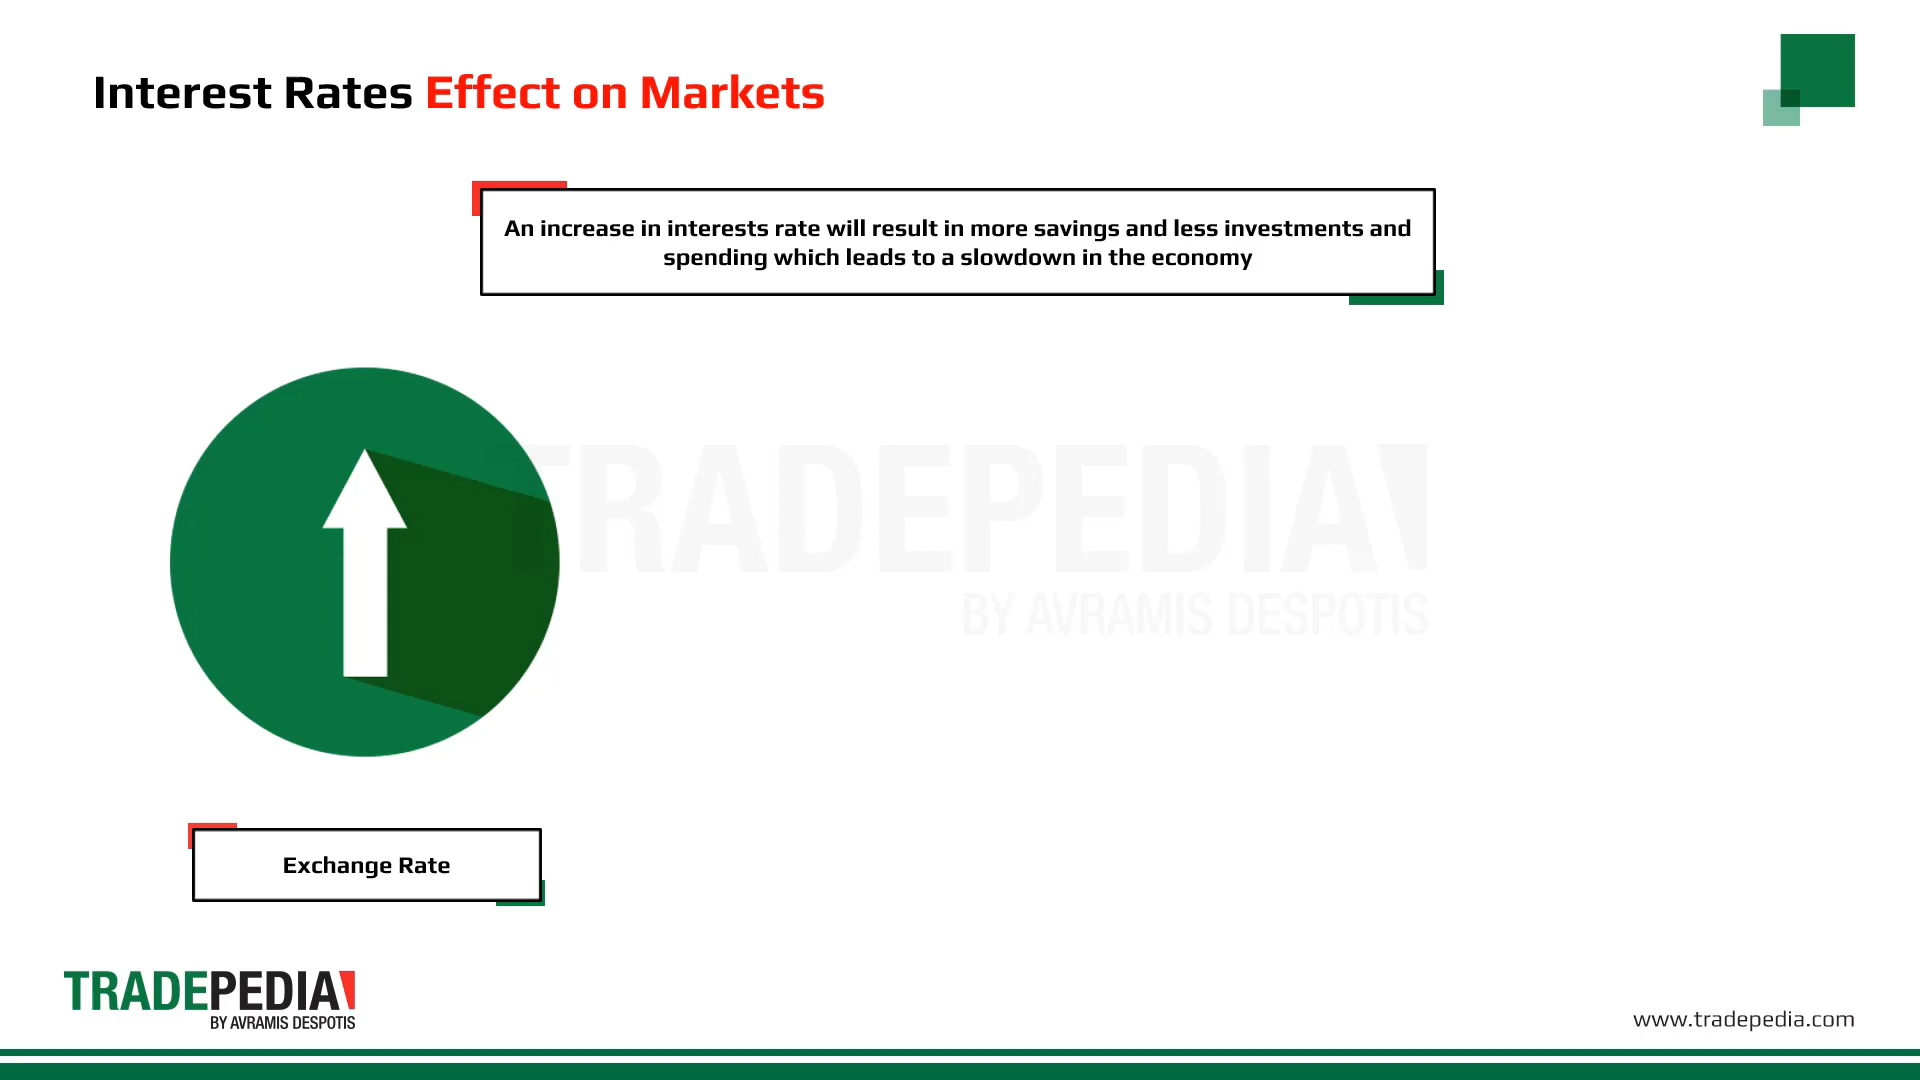 Interest Rates Effect on Markets
An increase in interests rate will result in more savings and less investments and
spending which leads to a slowdown in the economy
TRADEPEDIA
BY AVRAMIS DESPOTIS
Exchange Rate
TRADEPEDIA
BY AVRAMIS DESPOTIS
www.tradepedia.com